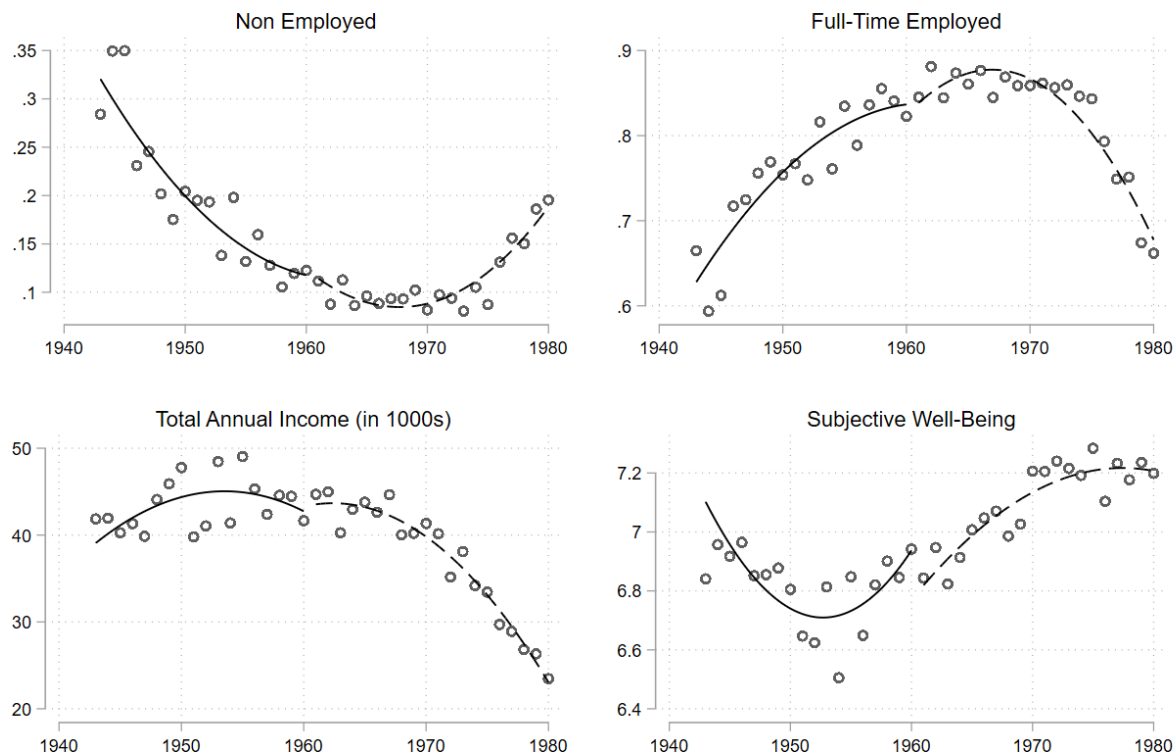 Non Employed
.35
.3
.25
.2
.15
.1
1940 1950 1960 1970 1980
Full-Time Employed
.9
.8
.7
.6
1940 1950 1960 1970 1980
Total Annual Income (in 1000s)
50
40
30
20
1940 1950 1960 1970 1980
Subjective Well-Being
7.2
7
6.8
6.6
6.4
1940 1950 1960 1970 1980